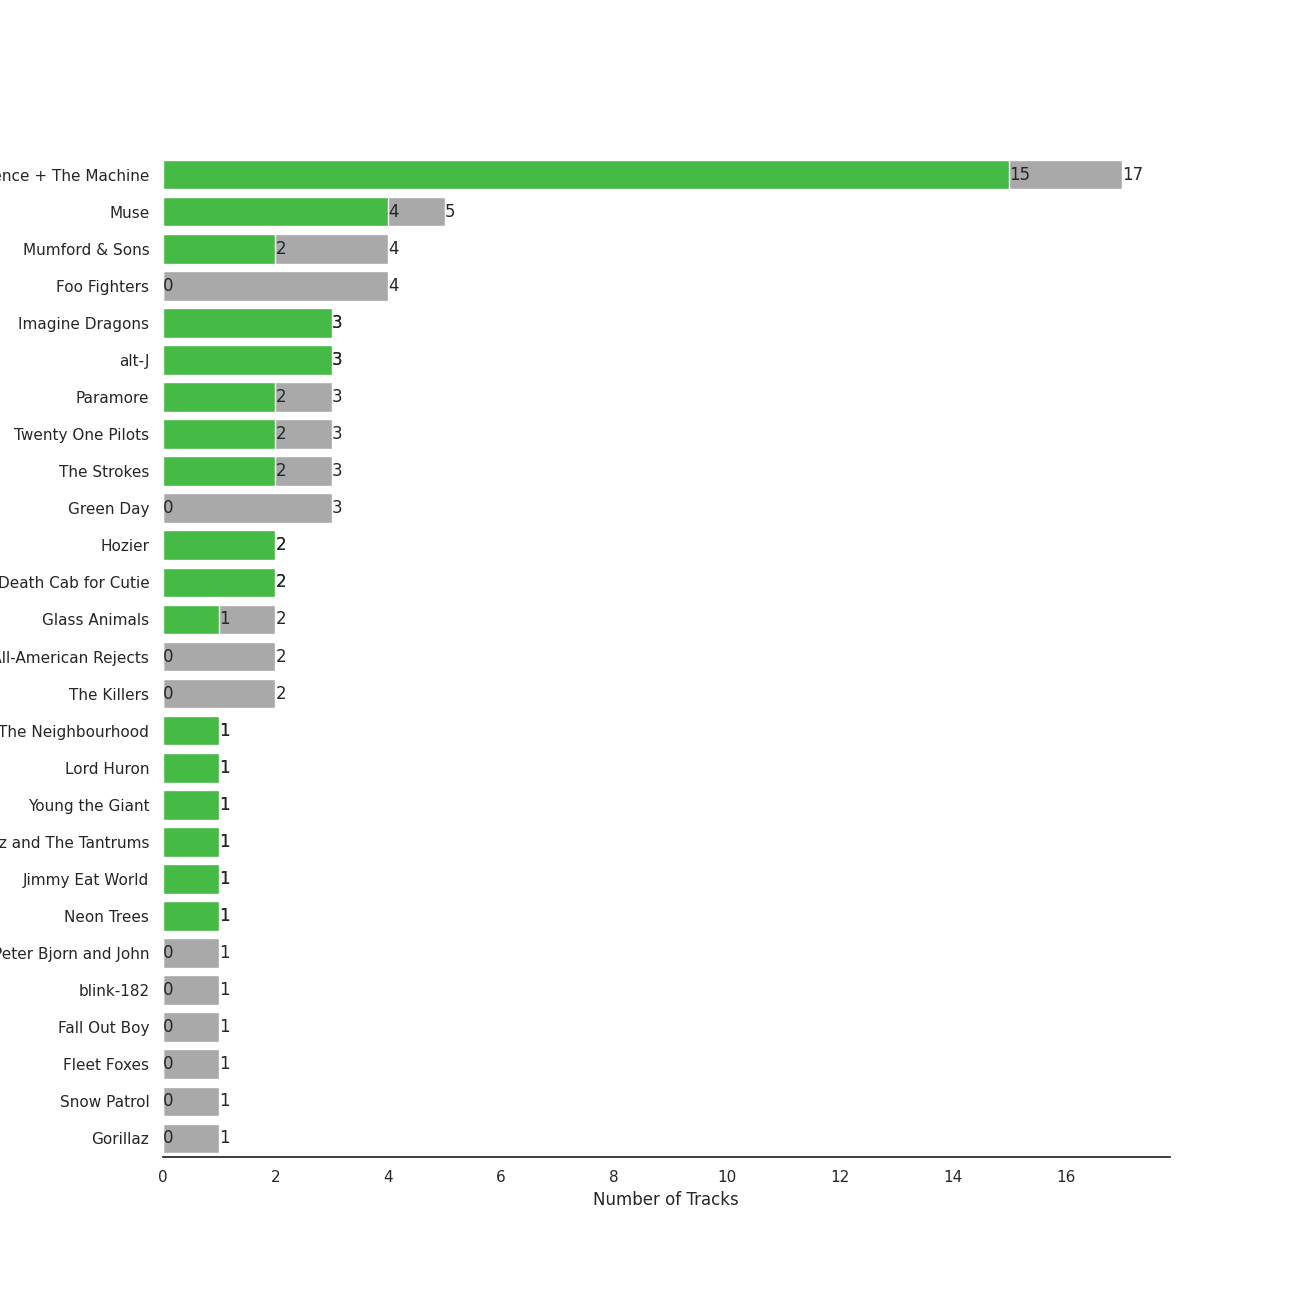 ence + The Machine 15 17
Muse 4 5
Mumford & Sons 2 4
Foo Fighters 0 4
Imagine Dragons 3
alt-J 3
Paramore 2 3
Twenty One Pilots 2 3
The Strokes 2 3
Green Day 0 3
Hozier 2
Death Cab for Cutie 2
Glass Animals 1 2
ll-American Rejects 0 2
The Killers 0 2
The Neighbourhood 1
Lord Huron 1
Young the Giant 1
z and The Tantrums 1
Jimmy Eat World 1
Neon Trees 1
Peter Bjorn and John 0 1
blink-182 0 1
Fall Out Boy 0 1
Fleet Foxes 0 1
Snow Patrol 0 1
Gorillaz 0 1
0 2 4 6 8 10 12 14 16
Number of Tracks